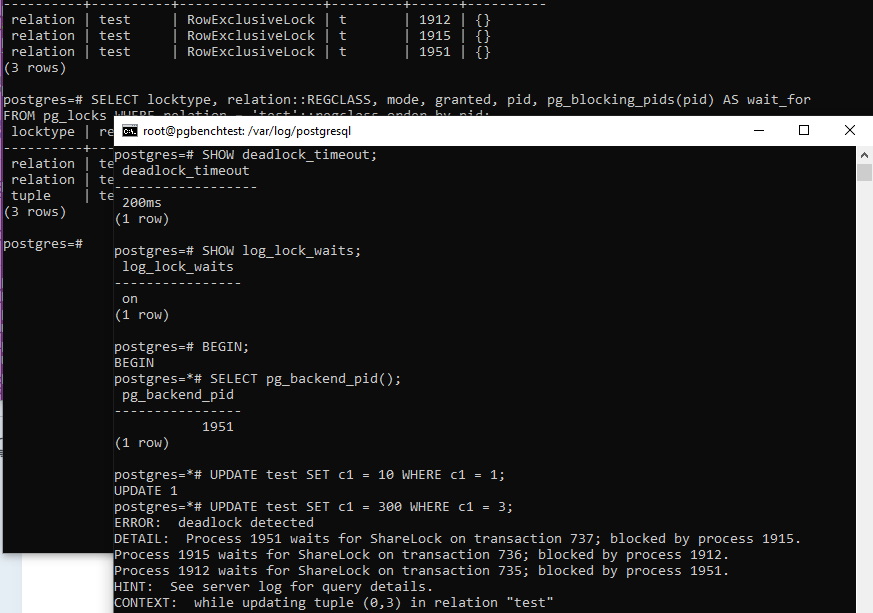 ----------+----------+------------------+---------+------+----------
relation | test | RowExclusiveLock | t | 1912 | {}
relation | test | RowExclusiveLock | t | 1915 | {}
relation | test | RowExclusiveLock | t | 1951 | {}
(3 rows)
postgres=# SELECT locktype, relation::REGCLASS, mode, granted, pid, pg_blocking_pids(pid) AS wait_for
FROM pg_locks WHERE relation = 'test'::regclass order by pid;
locktype | re
----------+--
relation | te
relation | te
tuple | te
(3 rows)
postgres=#
root@pgbenchtest: /var/log/postgresql
postgres=# SHOW deadlock_timeout;
deadlock_timeout
------------------
200ms
(1 row)
postgres=# SHOW log_lock_waits;
log_lock_waits
----------------
on
(1 row)
postgres=# BEGIN;
BEGIN
postgres=*# SELECT pg_backend_pid();
pg_backend_pid
----------------
1951
(1 row)
postgres=*# UPDATE test SET c1 = 10 WHERE c1 = 1;
UPDATE 1
postgres=*# UPDATE test SET c1 = 300 WHERE c1 = 3;
ERROR: deadlock detected
DETAIL: Process 1951 waits for ShareLock on transaction 737; blocked by process 1915.
Process 1915 waits for ShareLock on transaction 736; blocked by process 1912.
Process 1912 waits for ShareLock on transaction 735; blocked by process 1951.
HINT: See server log for query details.
CONTEXT: while updating tuple (0,3) in relation "test"